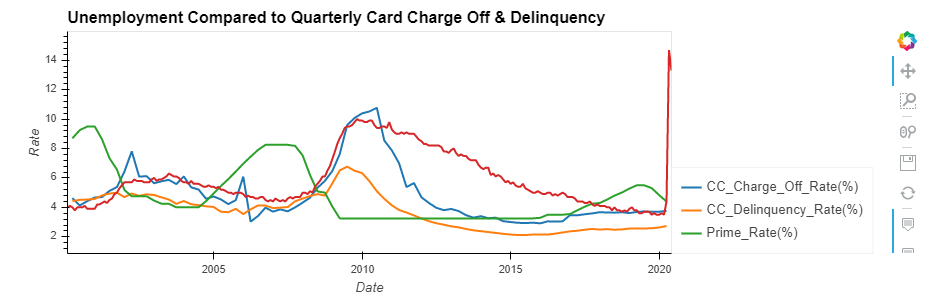 Unemployment Compared to Quarterly Card Charge Off & Delinquency
14
12
10
8
6
4
2
Rate
2005
2010
2015
2020
Date
CC_Charge_Off_Rate(%)
CC_Delinquency_Rate(%)
Prime_Rate(%)